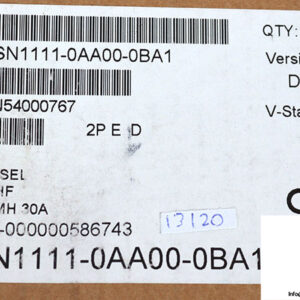 SN1111-0AA00-0BA1
QTY:
Versi
D
N54000767
V-Sta
2P E D
SEL
HF
MH 30A
-000000586743
13120
N1111-0AA00-0BA1